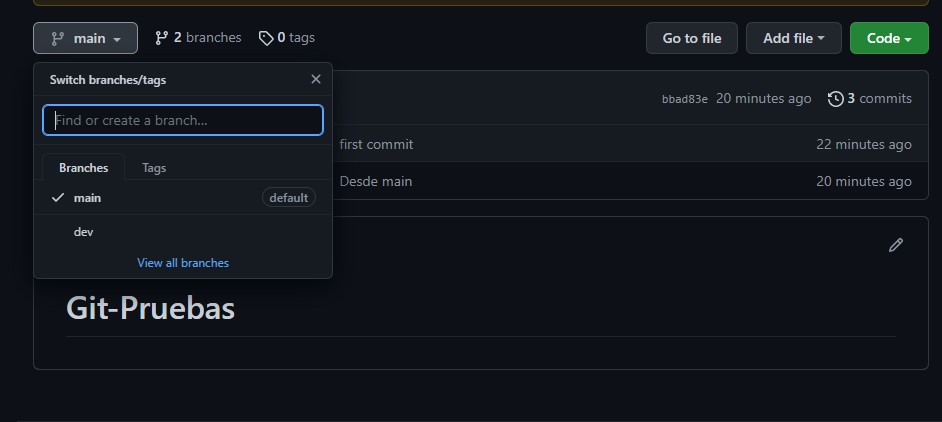 main
2 branches
0 tags
Go to file
Add file
Code
Switch branches/tags
Find or create a branch...
Branches
Tags
main
default
dev
View all branches
bbad83e 20 minutes ago
3 commits
first commit
22 minutes ago
Desde main
20 minutes ago
Git-Pruebas